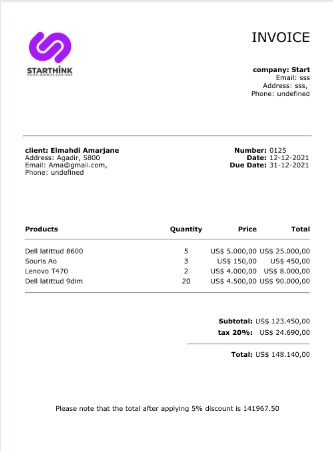 STARTHINK
INVOICE
company: Start
Email: sss
Address: sss,
Phone: undefined
client: Elmahdi Amarjane
Address: Agadir, 5800
Email: Ama@gmail.com,
Phone: undefined
Number: 0125
Date: 12-12-2021
Due Date: 31-12-2021
Products Quantity Price Total
Dell latittud 8600 5 US$ 5.000,00 US$ 25.000,00
Souris Ao 3 US$ 150,00 US$ 450,00
Lenovo T470 2 US$ 4.000,00 US$ 8.000,00
Dell latittud 9dim 20 US$ 4.500,00 US$ 90.000,00
Subtotal: US$ 123.450,00
tax 20%: US$ 24.690,00
Total: US$ 148.140,00
Please note that the total after applying 5% discount is 141967.50